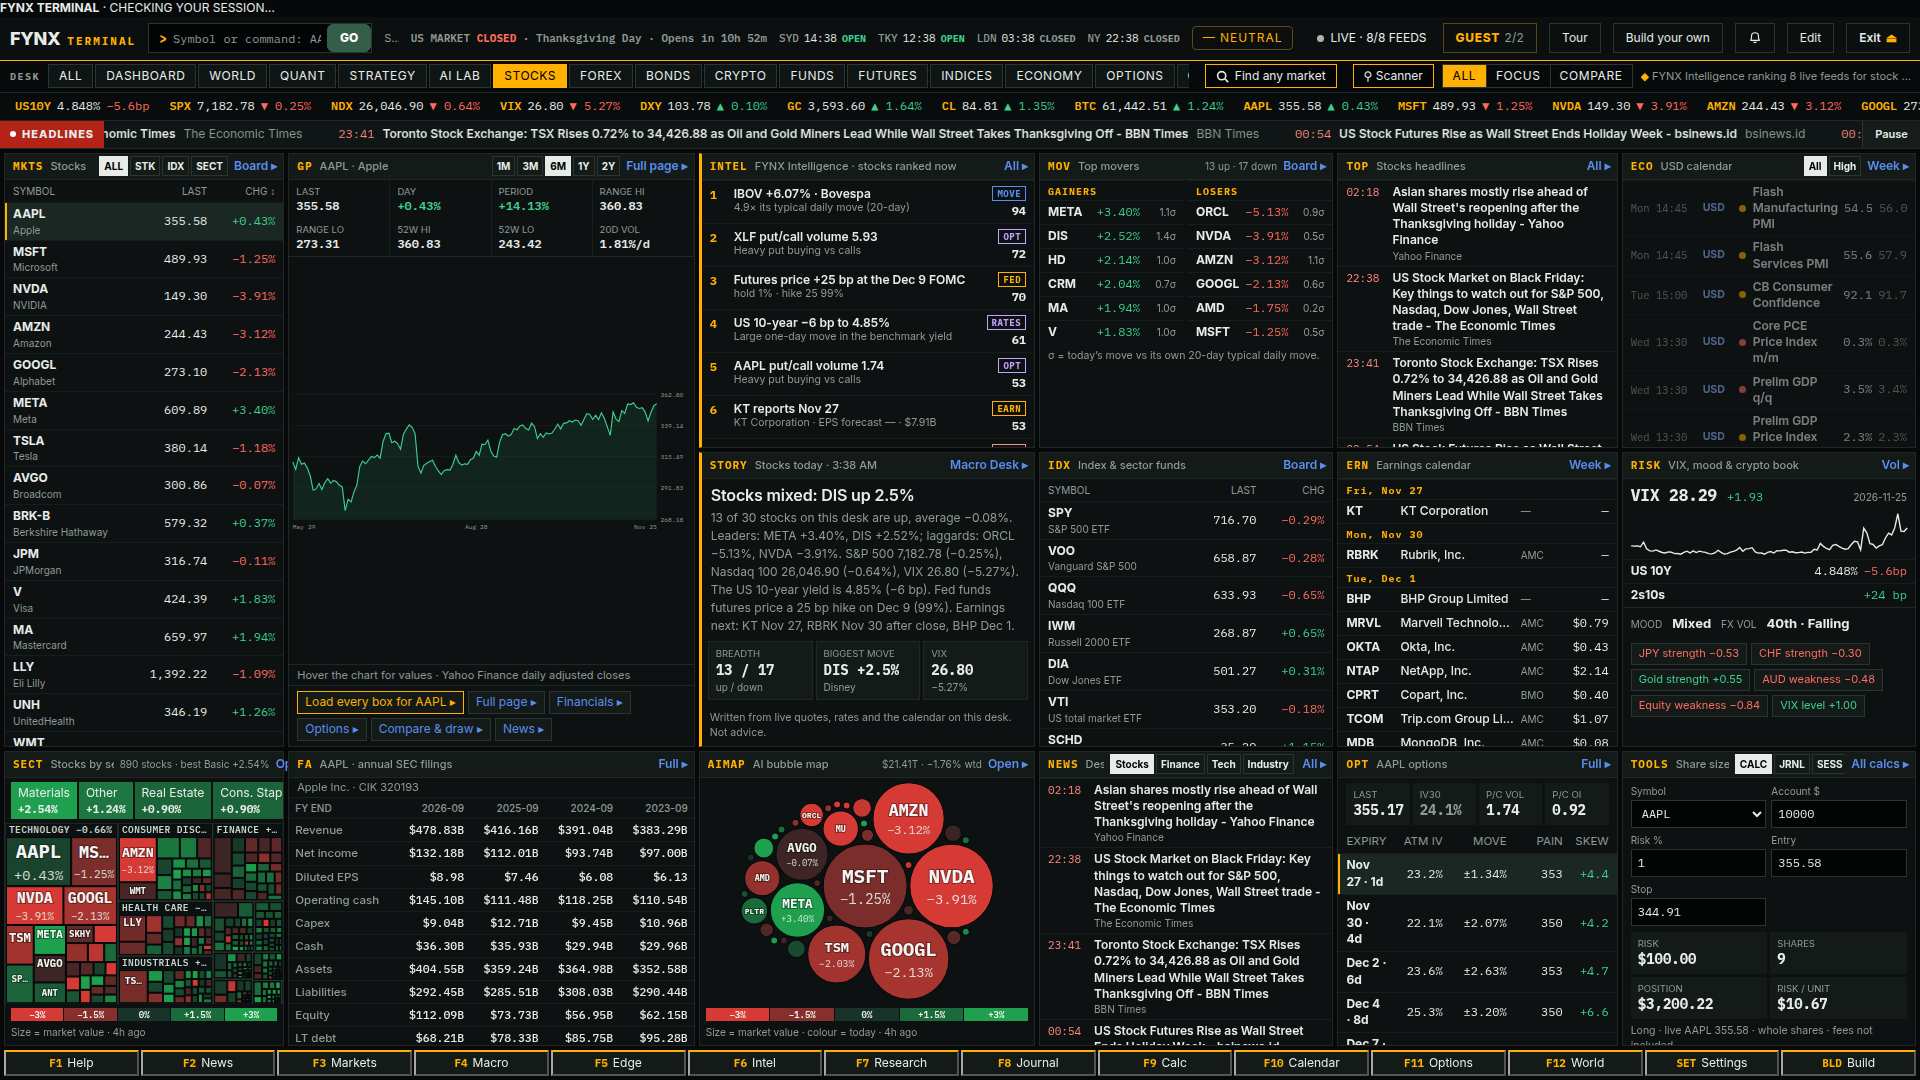 FYNX TERMINAL · CHECKING YOUR SESSION...
FYNX TERMINAL
> Symbol or command: AA GO
S… US MARKET CLOSED · Thanksgiving Day · Opens in 10h 52m SYD 14:38 OPEN TKY 12:38 OPEN LDN 03:38 CLOSED NY 22:38 CLOSED
— NEUTRAL ● LIVE · 8/8 FEEDS GUEST 2/2 Tour Build your own Edit Exit
DESK ALL DASHBOARD WORLD QUANT STRATEGY AI LAB STOCKS FOREX BONDS CRYPTO FUNDS FUTURES INDICES ECONOMY OPTIONS
Find any market Scanner ALL FOCUS COMPARE ◆ FYNX Intelligence ranking 8 live feeds for stock ...
US10Y 4.848% −5.6bp SPX 7,182.78 ▼ 0.25% NDX 26,046.90 ▼ 0.64% VIX 26.80 ▼ 5.27% DXY 103.78 ▲ 0.10% GC 3,593.60 ▲ 1.64% CL 84.81 ▲ 1.35% BTC 61,442.51 ▲ 1.24% AAPL 355.58 ▲ 0.43% MSFT 489.93 ▼ 1.25% NVDA 149.30 ▼ 3.91% AMZN 244.43 ▼ 3.12% GOOGL 273
● HEADLINES nomic Times The Economic Times 23:41 Toronto Stock Exchange: TSX Rises 0.72% to 34,426.88 as Oil and Gold Miners Lead While Wall Street Takes Thanksgiving Off - BBN Times BBN Times 00:54 US Stock Futures Rise as Wall Street Ends Holiday Week - bsinews.id bsinews.id 00: Pause
MKTS Stocks ALL STK IDX SECT Board ▸
SYMBOL LAST CHG ↕
AAPL 355.58 +0.43%
Apple
MSFT 489.93 −1.25%
Microsoft
NVDA 149.30 −3.91%
NVIDIA
AMZN 244.43 −3.12%
Amazon
GOOGL 273.10 −2.13%
Alphabet
META 609.89 +3.40%
Meta
TSLA 380.14 −1.18%
Tesla
AVGO 300.86 −0.07%
Broadcom
BRK-B 579.32 +0.37%
Berkshire Hathaway
JPM 316.74 −0.11%
JPMorgan
V 424.39 +1.83%
Visa
MA 659.97 +1.94%
Mastercard
LLY 1,392.22 −1.09%
Eli Lilly
UNH 346.19 +1.26%
UnitedHealth
WMT
GP AAPL · Apple 1M 3M 6M 1Y 2Y Full page ▸
LAST DAY PERIOD RANGE HI
355.58 +0.43% +14.13% 360.83
RANGE LO 52W HI 52W LO 20D VOL
273.31 360.83 243.42 1.81%/d
362.80
339.14
315.49
291.83
268.18
May 29 Aug 28 Nov 25
Hover the chart for values · Yahoo Finance daily adjusted closes
Load every box for AAPL ▸ Full page ▸ Financials ▸
Options ▸ Compare & draw ▸ News ▸
INTEL FYNX Intelligence · stocks ranked now All ▸
1 IBOV +6.07% · Bovespa MOVE
4.9× its typical daily move (20-day) 94
2 XLF put/call volume 5.93 OPT
Heavy put buying vs calls 72
3 Futures price +25 bp at the Dec 9 FOMC FED
hold 1% · hike 25 99% 70
4 US 10-year −6 bp to 4.85% RATES
Large one-day move in the benchmark yield 61
5 AAPL put/call volume 1.74 OPT
Heavy put buying vs calls 53
6 KT reports Nov 27 EARN
KT Corporation · EPS forecast — · $7.91B 53
MOV Top movers 13 up · 17 down Board ▸
GAINERS LOSERS
META +3.40% 1.1σ ORCL −5.13% 0.9σ
DIS +2.52% 1.4σ NVDA −3.91% 0.5σ
HD +2.14% 1.0σ AMZN −3.12% 1.1σ
CRM +2.04% 0.7σ GOOGL −2.13% 0.6σ
MA +1.94% 1.0σ AMD −1.75% 0.2σ
V +1.83% 1.0σ MSFT −1.25% 0.5σ
σ = today's move vs its own 20-day typical daily move.
TOP Stocks headlines All ▸
02:18 Asian shares mostly rise ahead of
Wall Street's reopening after the
Thanksgiving holiday - Yahoo
Finance
Yahoo Finance
22:38 US Stock Market on Black Friday:
Key things to watch out for S&P 500,
Nasdaq, Dow Jones, Wall Street
trade - The Economic Times
The Economic Times
23:41 Toronto Stock Exchange: TSX Rises
0.72% to 34,426.88 as Oil and Gold
Miners Lead While Wall Street Takes
Thanksgiving Off - BBN Times
BBN Times
ECO USD calendar All High Week ▸
Mon 14:45 USD Flash Manufacturing PMI 54.5 56.0
Mon 14:45 USD Flash Services PMI 55.6 57.9
Tue 15:00 USD CB Consumer Confidence 92.1 91.7
Wed 13:30 USD Core PCE Price Index m/m 0.3% 0.3%
Wed 13:30 USD Prelim GDP q/q 3.5% 3.4%
Wed 13:30 USD Prelim GDP Price Index 2.3% 2.3%
STORY Stocks today · 3:38 AM Macro Desk ▸
Stocks mixed: DIS up 2.5%
13 of 30 stocks on this desk are up, average −0.08%.
Leaders: META +3.40%, DIS +2.52%; laggards: ORCL
−5.13%, NVDA −3.91%. S&P 500 7,182.78 (−0.25%),
Nasdaq 100 26,046.90 (−0.64%), VIX 26.80 (−5.27%).
The US 10-year yield is 4.85% (−6 bp). Fed funds
futures price a 25 bp hike on Dec 9 (99%). Earnings
next: KT Nov 27, RBRK Nov 30 after close, BHP Dec 1.
BREADTH BIGGEST MOVE VIX
13 / 17 DIS +2.5% 26.80
up / down Disney −5.27%
Written from live quotes, rates and the calendar on this desk.
Not advice.
IDX Index & sector funds Board ▸
SYMBOL LAST CHG
SPY 716.70 −0.29%
S&P 500 ETF
VOO 658.87 −0.28%
Vanguard S&P 500
QQQ 633.93 −0.65%
Nasdaq 100 ETF
IWM 268.87 +0.65%
Russell 2000 ETF
DIA 501.27 +0.31%
Dow Jones ETF
VTI 353.20 −0.18%
US total market ETF
SCHD
ERN Earnings calendar Week ▸
Fri, Nov 27
KT KT Corporation — —
Mon, Nov 30
RBRK Rubrik, Inc. AMC —
Tue, Dec 1
BHP BHP Group Limited — —
MRVL Marvell Technolo... AMC $0.79
OKTA Okta, Inc. AMC $0.43
NTAP NetApp, Inc. AMC $2.14
CPRT Copart, Inc. BMO $0.40
TCOM Trip.com Group Li... AMC $1.07
MDB MongoDB, Inc. AMC $0.08
RISK VIX, mood & crypto book Vol ▸
VIX 28.29 +1.93 2026-11-25
US 10Y 4.848% −5.6bp
2s10s +24 bp
MOOD Mixed FX VOL 40th · Falling
JPY strength −0.53 CHF strength −0.30
Gold strength +0.55 AUD weakness −0.48
Equity weakness −0.84 VIX level +1.00
SECT Stocks by se 890 stocks · best Basic +2.54% Op
Materials Other Real Estate Cons. Stap
+2.54% +1.24% +0.90% +0.90%
TECHNOLOGY −0.66% CONSUMER DISC… FINANCE +…
AAPL +0.43% MS… −1.25% AMZN −3.12% WMT
NVDA −3.91% GOOGL −2.13% HEALTH CARE −… LLY
TSM META SKHY AVGO INDUSTRIALS +… TS…
SP… ANT
−3% −1.5% 0% +1.5% +3%
Size = market value · 4h ago
FA AAPL · annual SEC filings Full ▸
Apple Inc. · CIK 320193
FY END 2026-09 2025-09 2024-09 2023-09
Revenue $478.83B $416.16B $391.04B $383.29B
Net income $132.18B $112.01B $93.74B $97.00B
Diluted EPS $8.98 $7.46 $6.08 $6.13
Operating cash $145.10B $111.48B $118.25B $110.54B
Capex $9.04B $12.71B $9.45B $10.96B
Cash $36.30B $35.93B $29.94B $29.96B
Assets $404.55B $359.24B $364.98B $352.58B
Liabilities $292.45B $285.51B $308.03B $290.44B
Equity $112.09B $73.73B $56.95B $62.15B
LT debt $68.21B $78.33B $85.75B $95.28B
AIMAP AI bubble map $21.41T · −1.76% wtd Open ▸
AMZN −3.12%
ORCL MU
AVGO −0.07%
MSFT −1.25%
NVDA −3.91%
AMD
META +3.40%
PLTR
TSM −2.03%
GOOGL −2.13%
−3% −1.5% 0% +1.5% +3%
Size = market value · colour = today · 4h ago
NEWS Des Stocks Finance Tech Industry All ▸
02:18 Asian shares mostly rise ahead of
Wall Street's reopening after the
Thanksgiving holiday - Yahoo Finance
Yahoo Finance
22:38 US Stock Market on Black Friday: Key
things to watch out for S&P 500,
Nasdaq, Dow Jones, Wall Street trade -
The Economic Times
The Economic Times
23:41 Toronto Stock Exchange: TSX Rises
0.72% to 34,426.88 as Oil and Gold
Miners Lead While Wall Street Takes
Thanksgiving Off - BBN Times
BBN Times
00:54 US Stock Futures Rise as Wall Street
OPT AAPL options Full ▸
LAST IV30 P/C VOL P/C OI
355.17 24.1% 1.74 0.92
EXPIRY ATM IV MOVE PAIN SKEW
Nov 27 · 1d 23.2% ±1.34% 353 +4.4
Nov 30 · 4d 22.1% ±2.07% 350 +4.2
Dec 2 · 6d 23.6% ±2.63% 353 +4.7
Dec 4 · 8d 25.3% ±3.20% 350 +6.6
Dec 7 ·
TOOLS Share size CALC JRNL SESS All calcs ▸
Symbol Account $
AAPL 10000
Risk % Entry
1 355.58
Stop
344.91
RISK SHARES
$100.00 9
POSITION RISK / UNIT
$3,200.22 $10.67
Long · live AAPL 355.58 · whole shares · fees not
included
F1 Help F2 News F3 Markets F4 Macro F5 Edge F6 Intel F7 Research F8 Journal F9 Calc F10 Calendar F11 Options F12 World SET Settings BLD Build